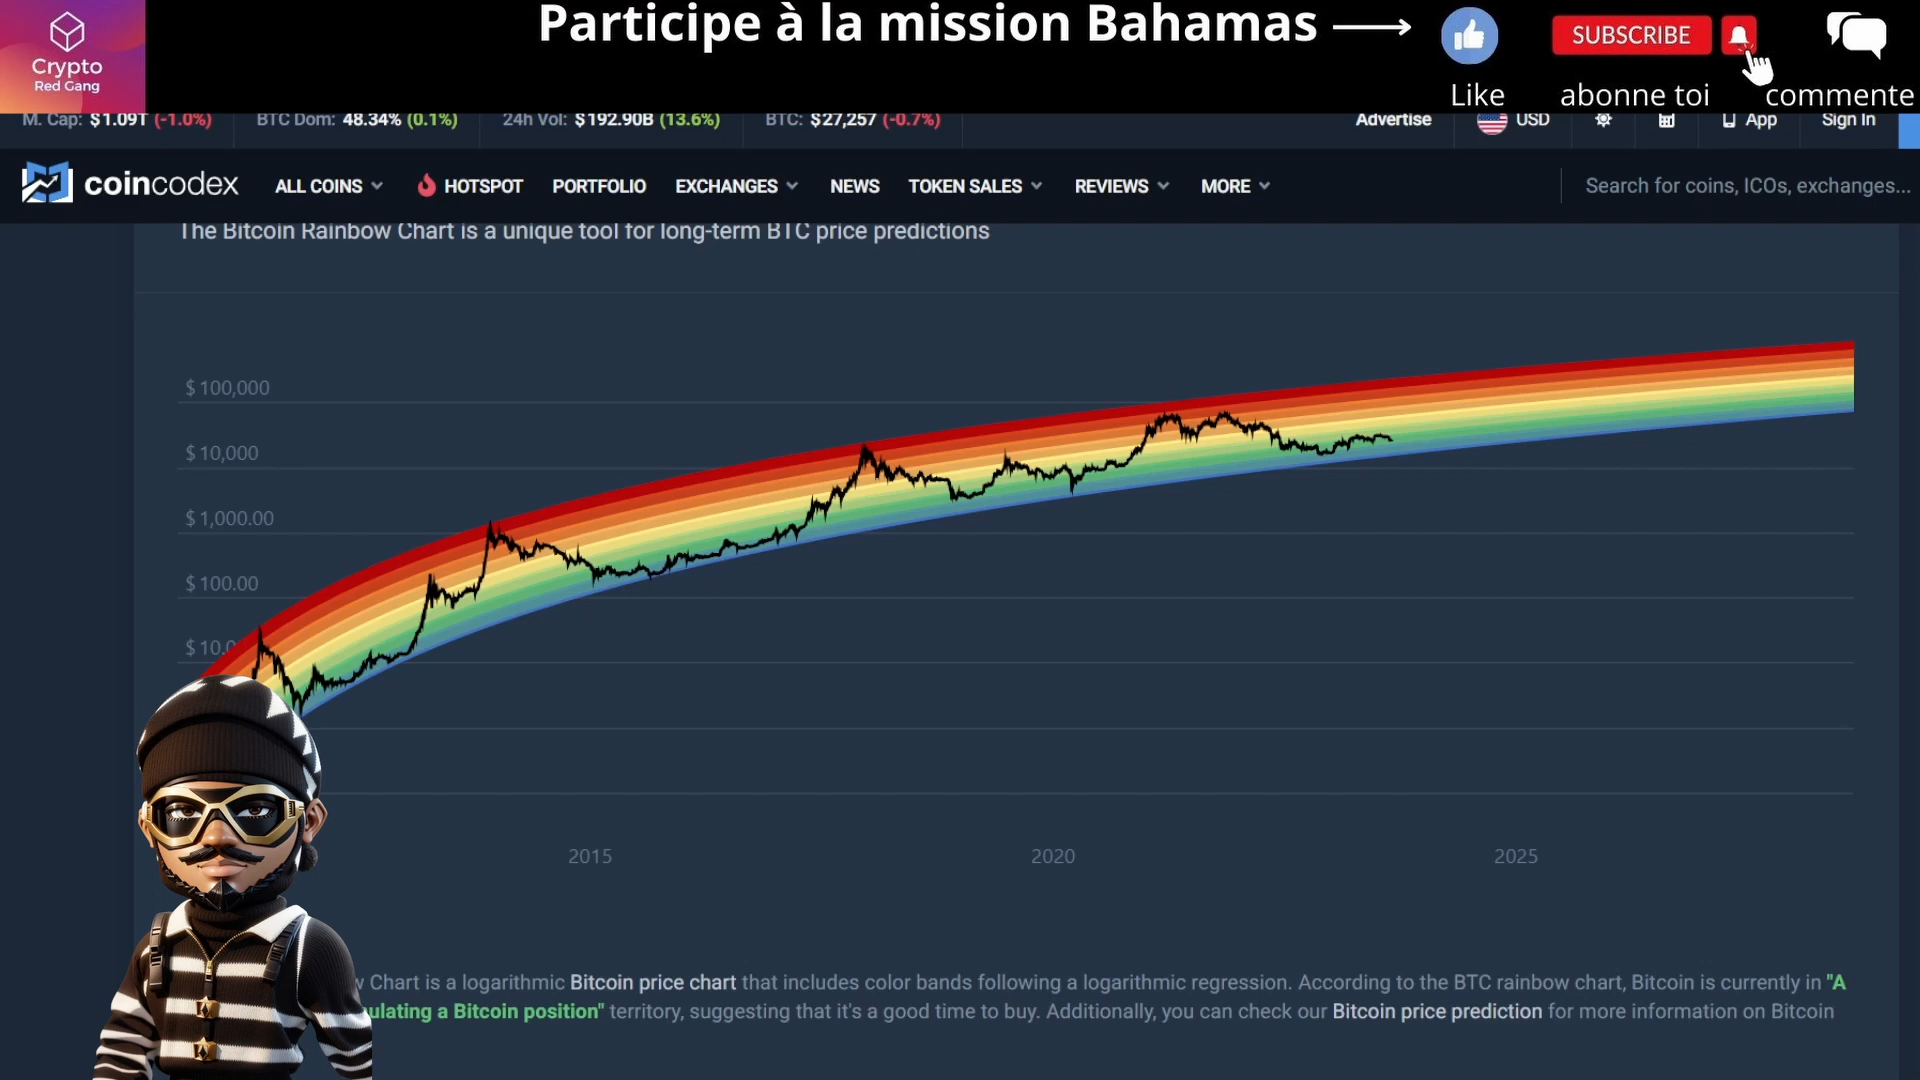 Participe à la mission Bahamas
Crypto
Red Gang
SUBSCRIBE
Like
abonne toi
commente
M. Cap: $1.09T (-1.0%)
BTC Dom: 48.34% (0.1%)
24h Vol: $192.90B (13.6%)
BTC: $27,257 (-0.7%)
Advertise
USD
App
Sign In
coincodex
ALL COINS
HOTSPOT
PORTFOLIO
EXCHANGES
NEWS
TOKEN SALES
REVIEWS
MORE
Search for coins, ICOs, exchanges...
The Bitcoin Rainbow Chart is a unique tool for long-term BTC price predictions
$100,000
$10,000
$1,000.00
$100.00
$10.0
2015
2020
2025
w Chart is a logarithmic Bitcoin price chart that includes color bands following a logarithmic regression. According to the BTC rainbow chart, Bitcoin is currently in "A
ulating a Bitcoin position" territory, suggesting that it's a good time to buy. Additionally, you can check our Bitcoin price prediction for more information on Bitcoin